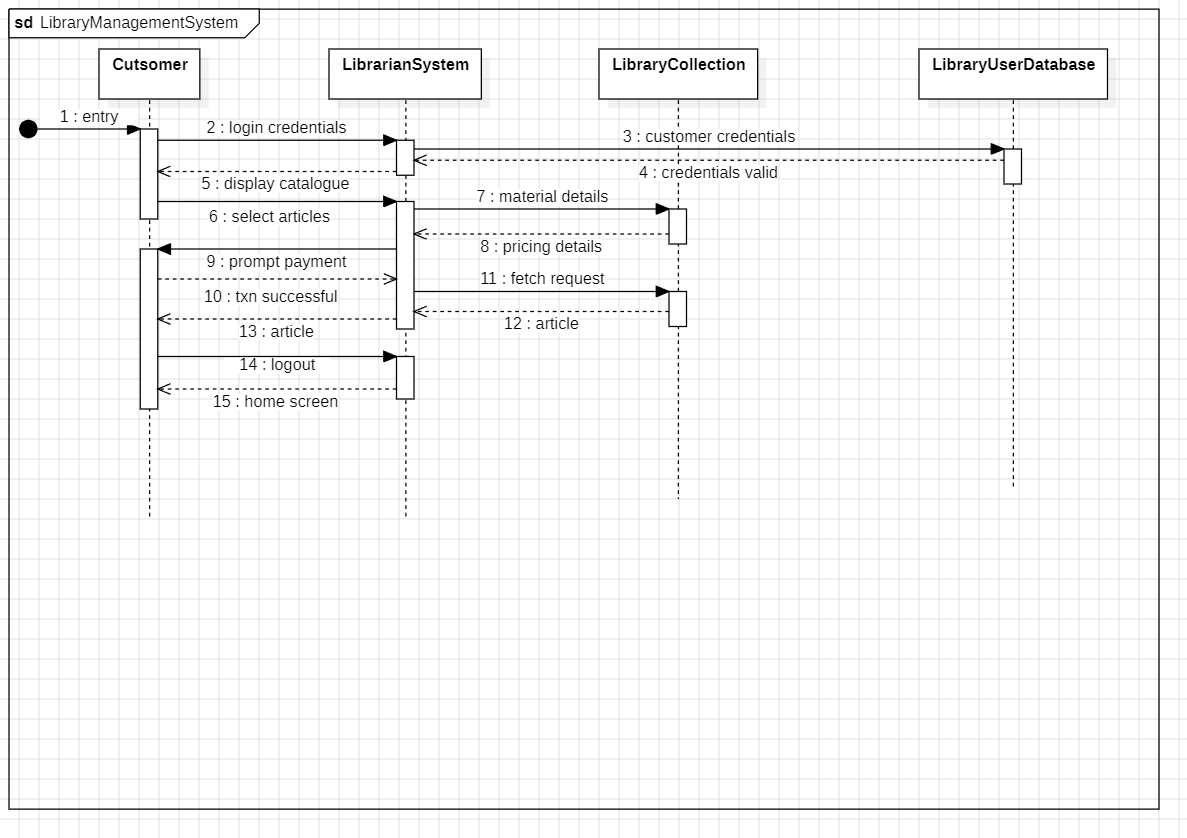 sd LibraryManagementSystem
Cutsomer
LibrarianSystem
LibraryCollection
LibraryUserDatabase
1 : entry
2 : login credentials
3 : customer credentials
4 : credentials valid
5 : display catalogue
6 : select articles
7 : material details
8 : pricing details
9 : prompt payment
10 : txn successful
11 : fetch request
12 : article
13 : article
14 : logout
15 : home screen